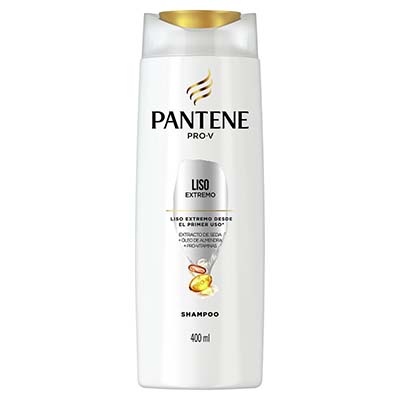 PANTENE
PRO-V
LISO
EXTREMO
LISO EXTREMO DESDE
EL PRIMER USO*
EXTRACTO DE SEDA
+ÓLEO DE ALMENDRA
+PRO-VITAMINAS
SHAMPOO
400 ml